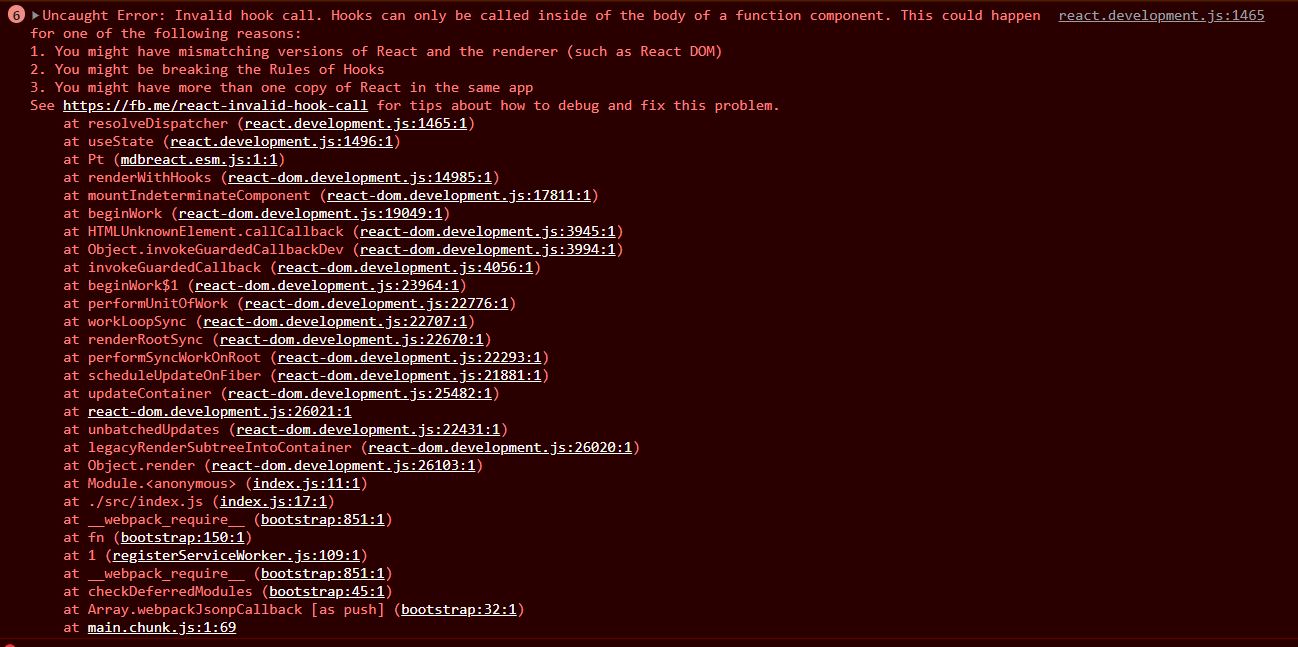 6 ▶Uncaught Error: Invalid hook call. Hooks can only be called inside of the body of a function component. This could happen react.development.js:1465
for one of the following reasons:
1. You might have mismatching versions of React and the renderer (such as React DOM)
2. You might be breaking the Rules of Hooks
3. You might have more than one copy of React in the same app
See https://fb.me/react-invalid-hook-call for tips about how to debug and fix this problem.
at resolveDispatcher (react.development.js:1465:1)
at useState (react.development.js:1496:1)
at Pt (mdbreact.esm.js:1:1)
at renderWithHooks (react-dom.development.js:14985:1)
at mountIndeterminateComponent (react-dom.development.js:17811:1)
at beginWork (react-dom.development.js:19049:1)
at HTMLUnknownElement.callCallback (react-dom.development.js:3945:1)
at Object.invokeGuardedCallbackDev (react-dom.development.js:3994:1)
at invokeGuardedCallback (react-dom.development.js:4056:1)
at beginWork$1 (react-dom.development.js:23964:1)
at performUnitOfWork (react-dom.development.js:22776:1)
at workLoopSync (react-dom.development.js:22707:1)
at renderRootSync (react-dom.development.js:22670:1)
at performSyncWorkOnRoot (react-dom.development.js:22293:1)
at scheduleUpdateOnFiber (react-dom.development.js:21881:1)
at updateContainer (react-dom.development.js:25482:1)
at react-dom.development.js:26021:1
at unbatchedUpdates (react-dom.development.js:22431:1)
at legacyRenderSubtreeIntoContainer (react-dom.development.js:26020:1)
at Object.render (react-dom.development.js:26103:1)
at Module.<anonymous> (index.js:11:1)
at ./src/index.js (index.js:17:1)
at __webpack_require__ (bootstrap:851:1)
at fn (bootstrap:150:1)
at 1 (registerServiceWorker.js:109:1)
at __webpack_require__ (bootstrap:851:1)
at checkDeferredModules (bootstrap:45:1)
at Array.webpackJsonpCallback [as push] (bootstrap:32:1)
at main.chunk.js:1:69